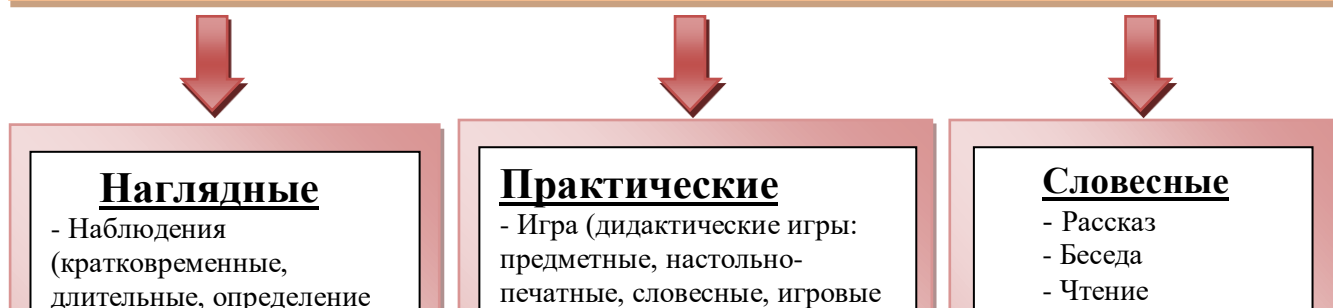 Наглядные
- Наблюдения
(кратковременные,
длительные, определение
Практические
- Игра (дидактические игры:
предметные, настольно-
печатные, словесные, игровые
Словесные
- Рассказ
- Беседа
- Чтение